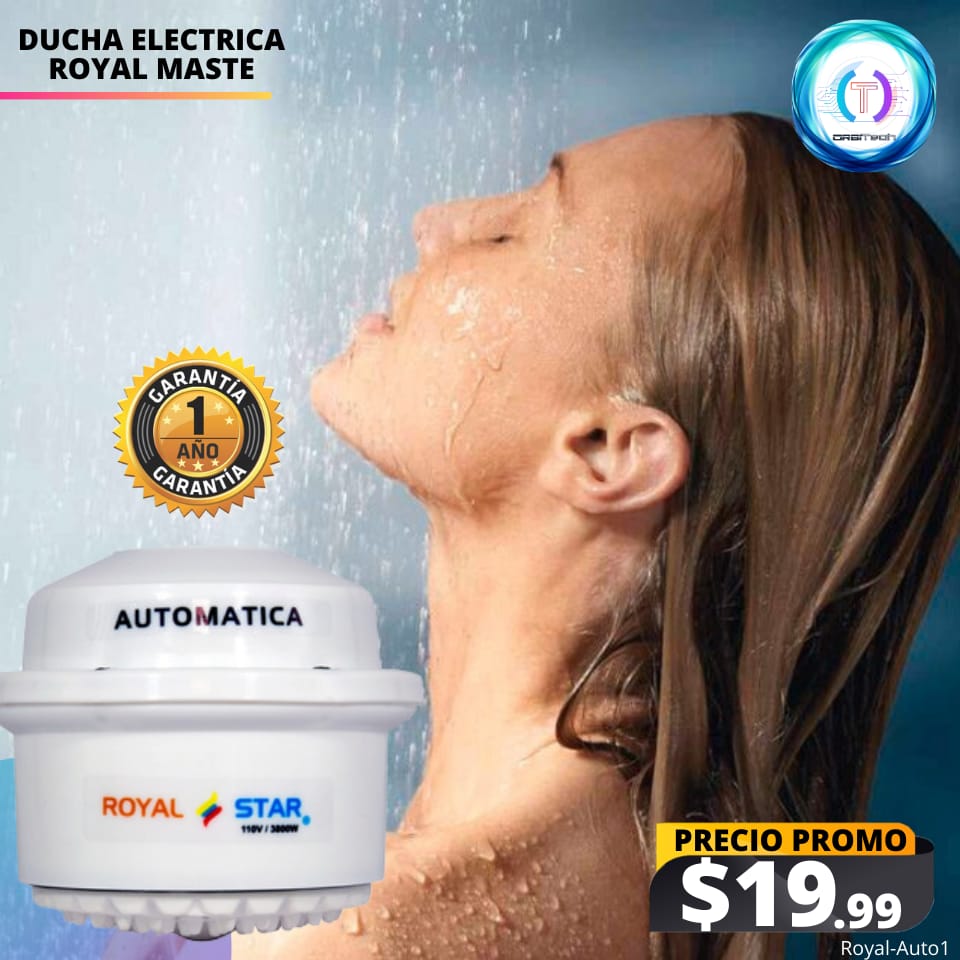 DUCHA ELECTRICA
ROYAL MASTE
T
ORBITech
GARANTÍA
1
AÑO
GARANTÍA
AUTOMATICA
ROYAL STAR
110V / 3800W
PRECIO PROMO
$19.99
Royal-Auto1